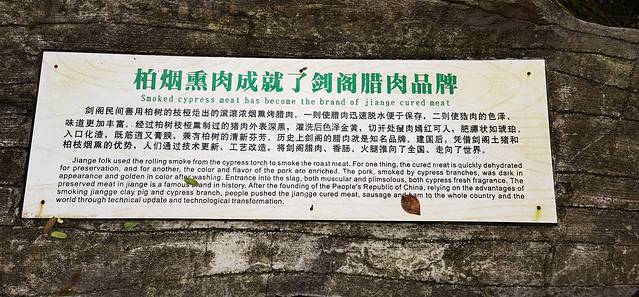 柏烟熏肉成就了剑阁腊肉品牌
Smoked cypress meat has become the brand of jiange cured meat
剑阁民间善用柏树的枝桠炬出的滚滚浓烟熏烤腊肉。一则使腊肉迅速脱水便于保存，二则使猪肉的色泽、
味道更加丰富。经过柏树枝桠熏制过的猪肉外表深黑，灌洗后色泽金黄，切开处瘦肉嫣红可人，肥膘状如琥珀。
入口化渣，既筋道又膏腴，兼有柏树的清新芬芳。历史上剑阁的腊肉就是知名品牌。建国后，凭借剑阁土猪和
柏枝烟熏的优势，人们通过技术更新、工艺改造，将剑阁腊肉、香肠、火腿推向了全国、走向了世界。
Jiange folk used the rolling smoke from the cypress torch to smoke the roast meat. For one thing, the cured meat is quickly dehydrated
for preservation, and for another, the color and flavor of the pork are enriched. The pork, smoked by cypress branches, was dark in
appearance and golden in color after washing. Entrance into the slag, both muscular and plimsolous, both cypress fresh fragrance. The
preserved meat in jiange is a famous brand in history. After the founding of the People's Republic of China, relying on the advantages of
smoking jiangge clay pig and cypress branch, people pushed the jiangge cured meat, sausage and ham to the whole country and the
world through technical update and technological transformation.